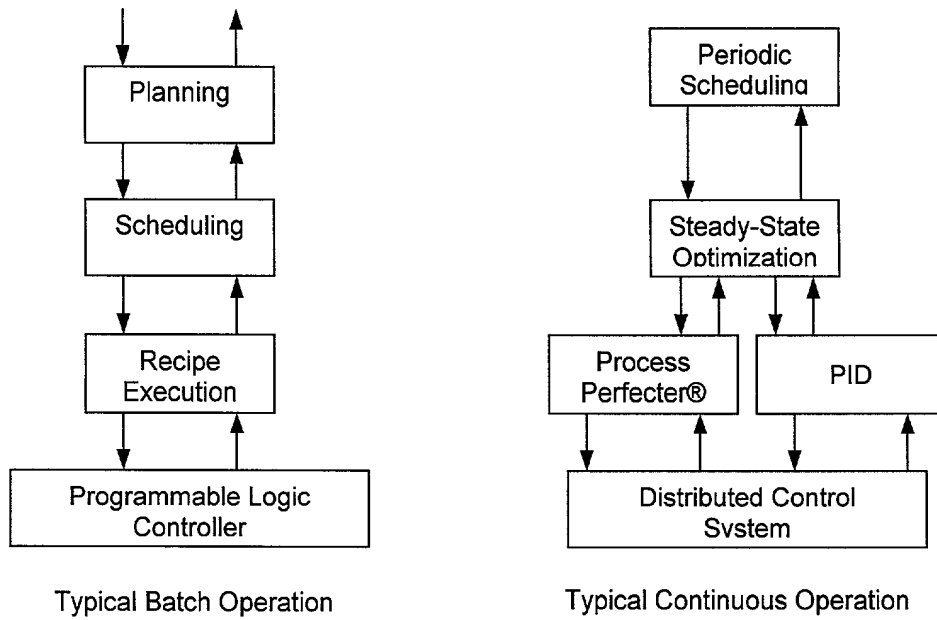 Planning
Scheduling
Recipe
Execution
Programmable Logic
Controller
Typical Batch Operation
Periodic
Scheduling
Steady-State
Optimization
Process
Perfecter®
PID
Distributed Control
System
Typical Continuous Operation